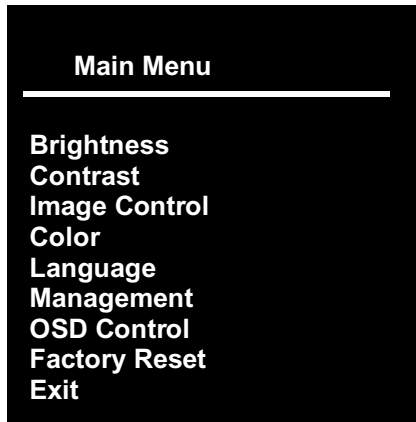 Main Menu
Brightness
Contrast
Image Control
Color
Language
Management
OSD Control
Factory Reset
Exit